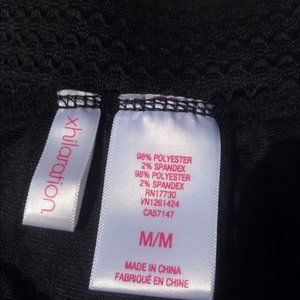 xhilaration.
98% POLYESTER
2% SPANDEX
98% POLYESTER
2% SPANDEX
RN17730
VN1261424
CA57147
M/M
MADE IN CHINA
FABRIQUÉ EN CHINE